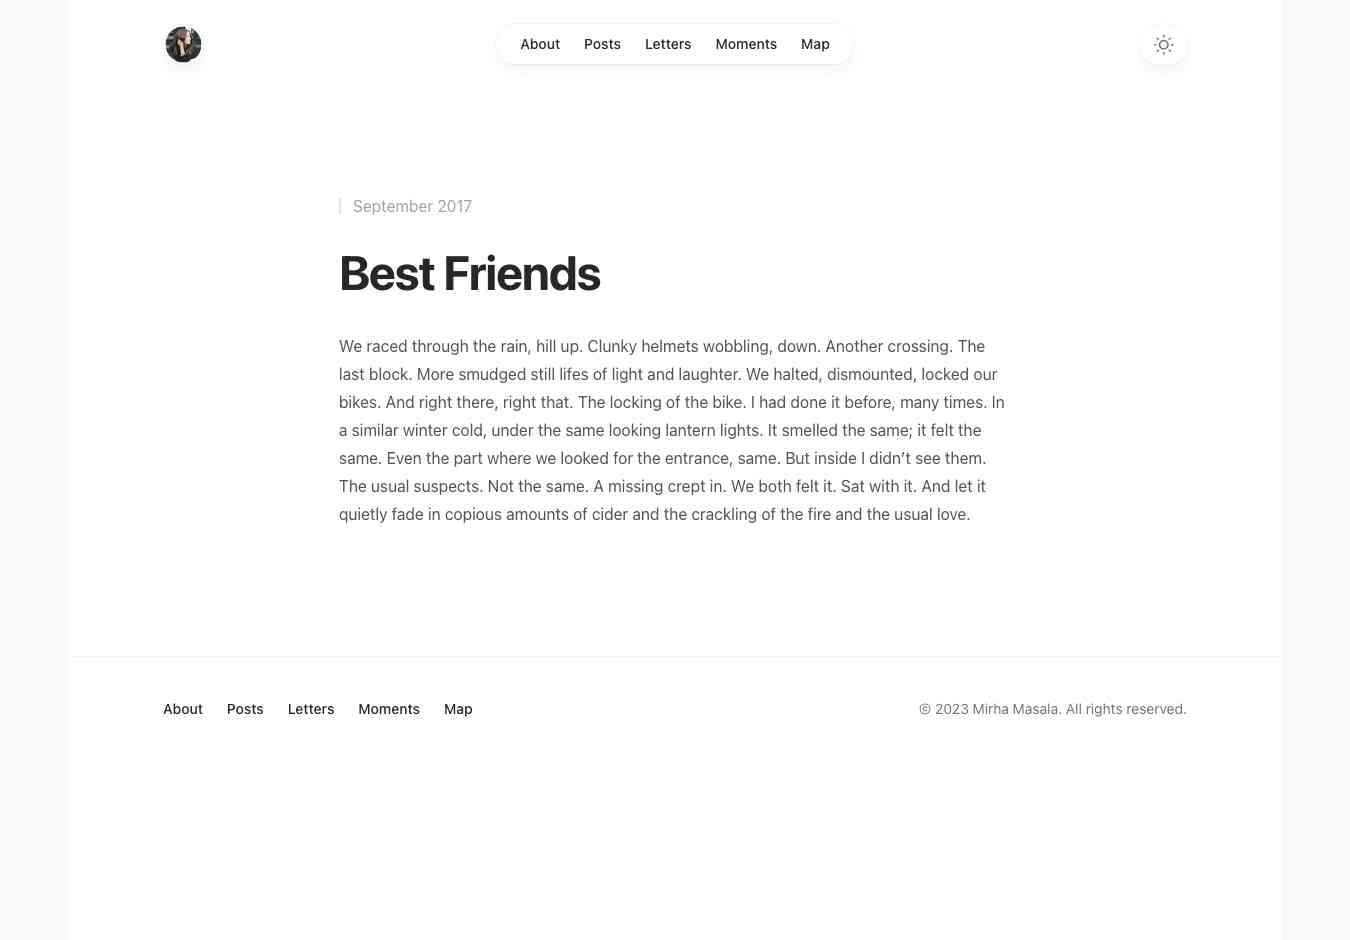 About Posts Letters Moments Map
September 2017
Best Friends
We raced through the rain, hill up. Clunky helmets wobbling, down. Another crossing. The
last block. More smudged still lifes of light and laughter. We halted, dismounted, locked our
bikes. And right there, right that. The locking of the bike. I had done it before, many times. In
a similar winter cold, under the same looking lantern lights. It smelled the same; it felt the
same. Even the part where we looked for the entrance, same. But inside I didn’t see them.
The usual suspects. Not the same. A missing crept in. We both felt it. Sat with it. And let it
quietly fade in copious amounts of cider and the crackling of the fire and the usual love.
About Posts Letters Moments Map
© 2023 Mirha Masala. All rights reserved.